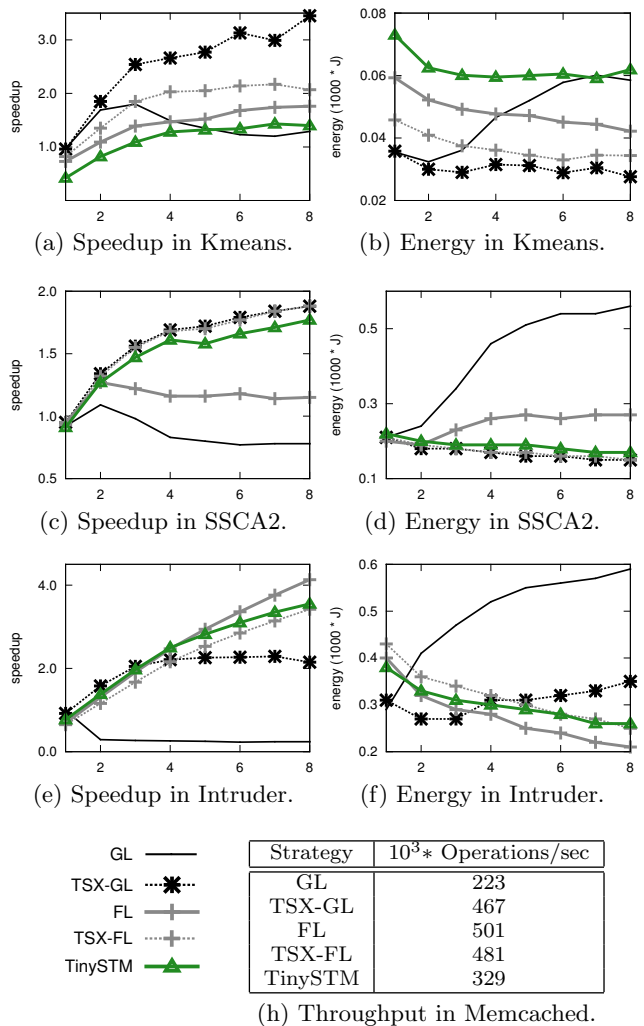 3.0
2.0
1.0
speedup
2 4 6 8
(a) Speedup in Kmeans.
0.08
0.06
0.04
0.02
energy (1000 * J)
2 4 6 8
(b) Energy in Kmeans.
2.0
1.5
1.0
0.5
speedup
2 4 6 8
(c) Speedup in SSCA2.
0.5
0.3
0.1
energy (1000 * J)
2 4 6 8
(d) Energy in SSCA2.
4.0
2.0
0.0
speedup
2 4 6 8
(e) Speedup in Intruder.
0.6
0.5
0.4
0.3
0.2
energy (1000 * J)
2 4 6 8
(f) Energy in Intruder.
GL
TSX-GL
FL
TSX-FL
TinySTM
Strategy 10³* Operations/sec
GL 223
TSX-GL 467
FL 501
TSX-FL 481
TinySTM 329
(h) Throughput in Memcached.